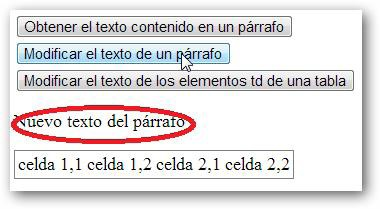 Obtener el texto contenido en un párrafo
Modificar el texto de un párrafo
Modificar el texto de los elementos td de una tabla
Nuevo texto del párrafo
celda 1,1 celda 1,2 celda 2,1 celda 2,2